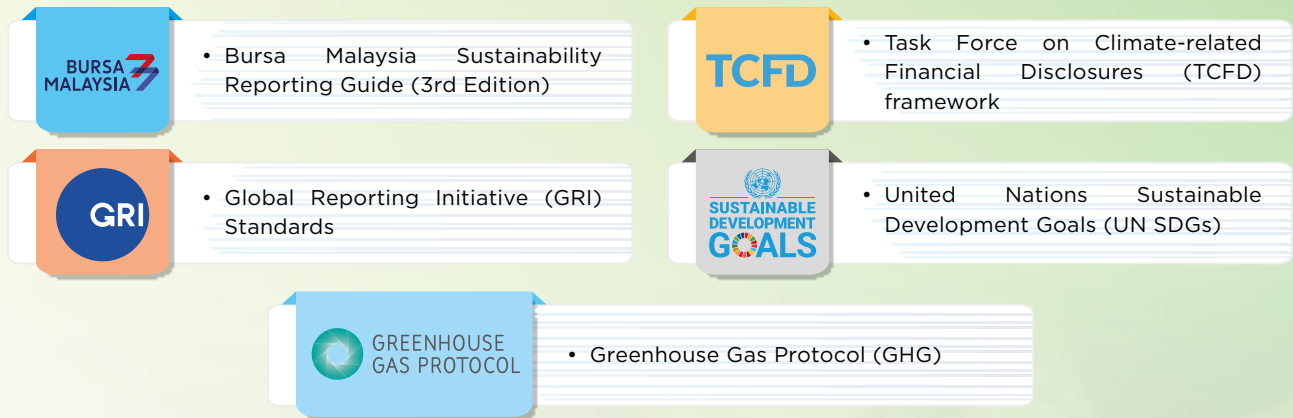 BURSA
MALAYSIA
• Bursa Malaysia Sustainability
Reporting Guide (3rd Edition)
TCFD
• Task Force on Climate-related
Financial Disclosures (TCFD)
framework
GRI
• Global Reporting Initiative (GRI)
Standards
SUSTAINABLE
DEVELOPMENT
GOALS
• United Nations Sustainable
Development Goals (UN SDGs)
GREENHOUSE
GAS PROTOCOL
• Greenhouse Gas Protocol (GHG)